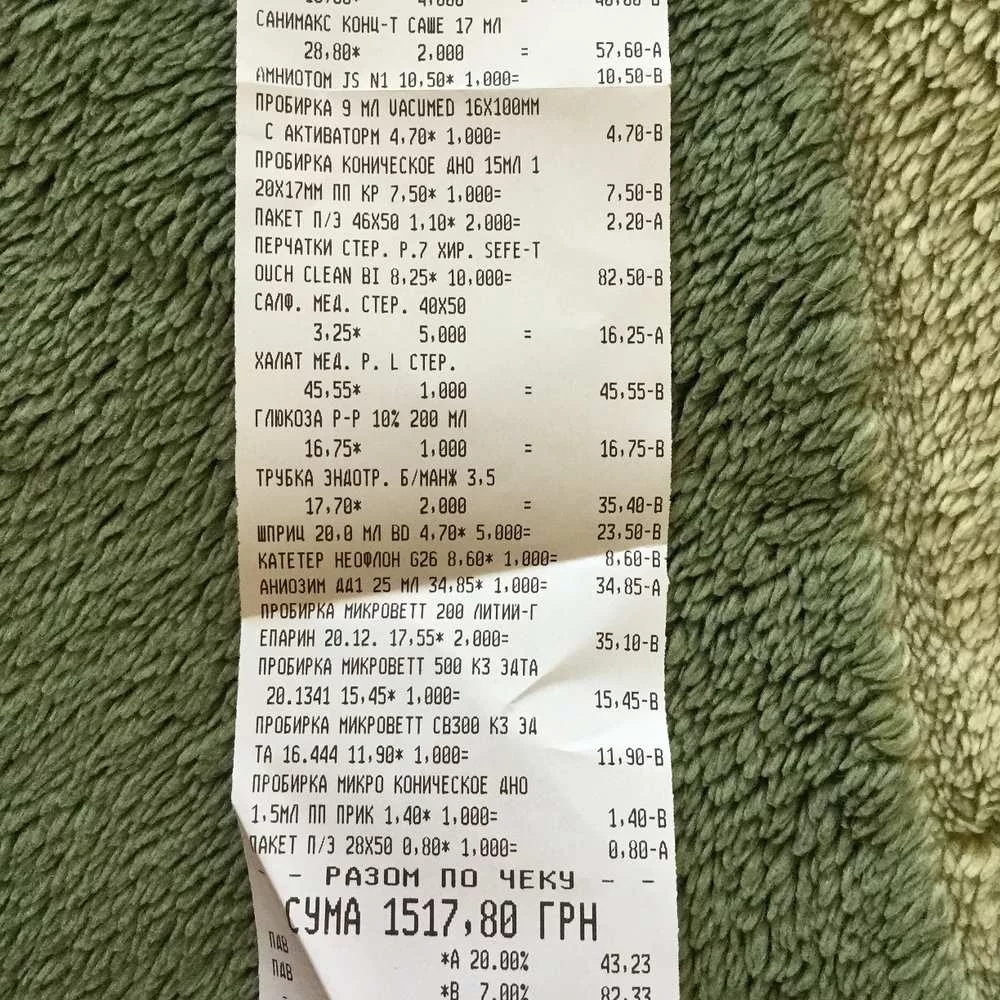 САНИМАКС КОНЦ-Т САШЕ 17 МЛ
28,80* 2,000 = 57,60-А
АМНИОТОМ JS N1 10,50* 1,000= 10,50-В
ПРОБИРКА 9 МЛ VACUMED 16X100ММ
С АКТИВАТОРМ 4,70* 1,000= 4,70-В
ПРОБИРКА КОНИЧЕСКОЕ ДНО 15МЛ 1
20X17ММ ПП КР 7,50* 1,000= 7,50-В
ПАКЕТ П/Э 46X50 1,10* 2,000= 2,20-А
ПЕРЧАТКИ СТЕР. Р.7 ХИР. SEFE-T
OUCH CLEAN BI 8,25* 10,000= 82,50-В
САЛФ. МЕД. СТЕР. 40X50
3,25* 5,000 = 16,25-А
ХАЛАТ МЕД. Р. L СТЕР.
45,55* 1,000 = 45,55-В
ГЛЮКОЗА Р-Р 10% 200 МЛ
16,75* 1,000 = 16,75-В
ТРУБКА ЭНДОТР. Б/МАНЖ 3,5
17,70* 2,000 = 35,40-В
ШПРИЦ 20,0 МЛ BD 4,70* 5,000= 23,50-В
КАТЕТЕР НЕОФЛОН G26 8,60* 1,000= 8,60-В
АНИОЗИМ ДД1 25 МЛ 34,85* 1,000= 34,85-А
ПРОБИРКА МИКРОВЕТТ 200 ЛИТИЙ-Г
ЕПАРИН 20.12. 17,55* 2,000= 35,10-В
ПРОБИРКА МИКРОВЕТТ 500 К3 ЭДТА
20.1341 15,45* 1,000= 15,45-В
ПРОБИРКА МИКРОВЕТТ СВ300 К3 ЭД
ТА 16.444 11,90* 1,000= 11,90-В
ПРОБИРКА МИКРО КОНИЧЕСКОЕ ДНО
1,5МЛ ПП ПРИК 1,40* 1,000= 1,40-В
ПАКЕТ П/Э 28X50 0,80* 1,000= 0,80-А
- РАЗОМ ПО ЧЕКУ - -
СУМА 1517,80 ГРН
ПДВ *А 20.00% 43,23
ПДВ *В 7.00% 82,33